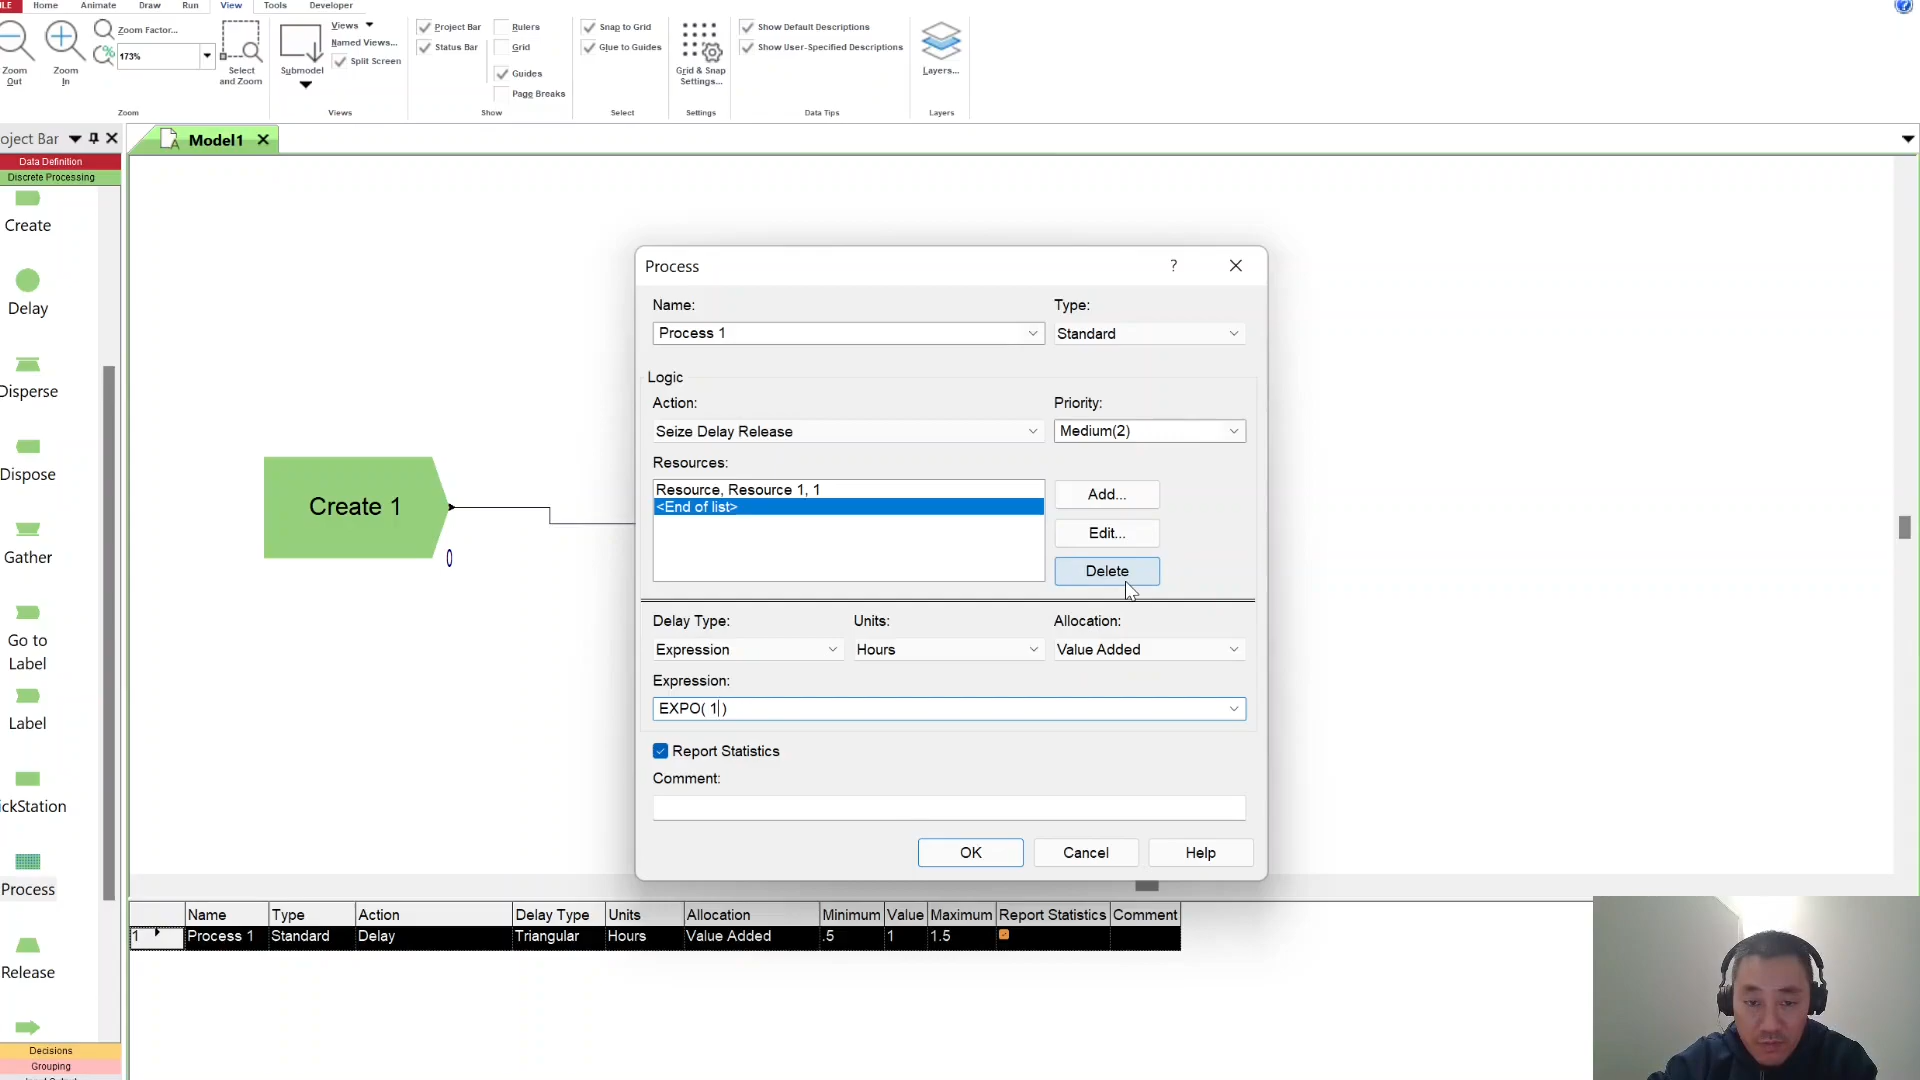 LE
Home
Animate
Draw
Run
View
Tools
Developer
Zoom Out
Zoom In
Zoom Factor...
173%
Select and Zoom
Zoom
Submodel
Views
Named Views...
Split Screen
Views
Project Bar
Status Bar
Rulers
Grid
Guides
Page Breaks
Show
Snap to Grid
Glue to Guides
Select
Grid & Snap Settings...
Settings
Show Default Descriptions
Show User-Specified Descriptions
Data Tips
Layers...
Layers
?
oject Bar
Data Definition
Discrete Processing
Create
Delay
Disperse
Dispose
Gather
Go to
Label
Label
ickStation
Process
Release
Decisions
Grouping
Model1
Create 1
0
Process
?
Name:
Type:
Process 1
Standard
Logic
Action:
Priority:
Seize Delay Release
Medium(2)
Resources:
Resource, Resource 1, 1
<End of list>
Add...
Edit...
Delete
Delay Type:
Units:
Allocation:
Expression
Hours
Value Added
Expression:
EXPO( 1 )
Report Statistics
Comment:
OK
Cancel
Help
Name Type Action Delay Type Units Allocation Minimum Value Maximum Report Statistics Comment
1 Process 1 Standard Delay Triangular Hours Value Added .5 1 1.5